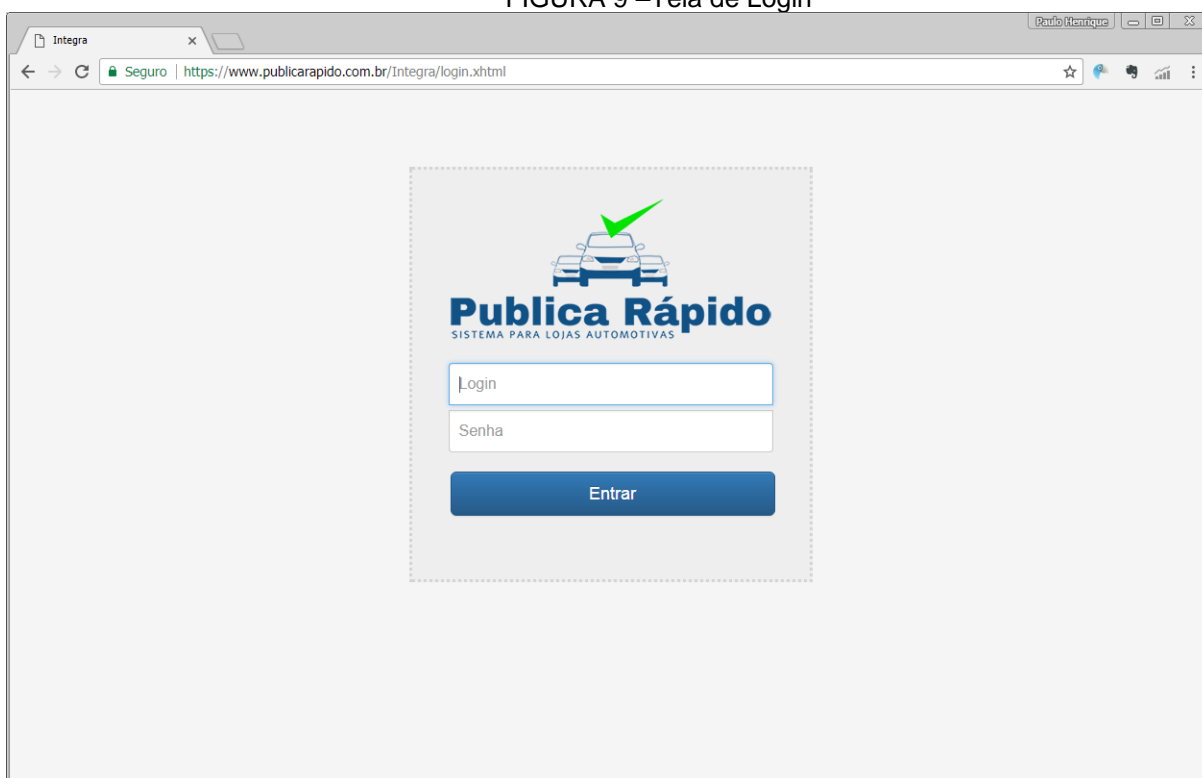 FIGURA 9 –Tela de Login
Paulo Henrique
Integra
Seguro | https://www.publicarapido.com.br/Integra/login.xhtml
Publica Rápido
SISTEMA PARA LOJAS AUTOMOTIVAS
Login
Senha
Entrar